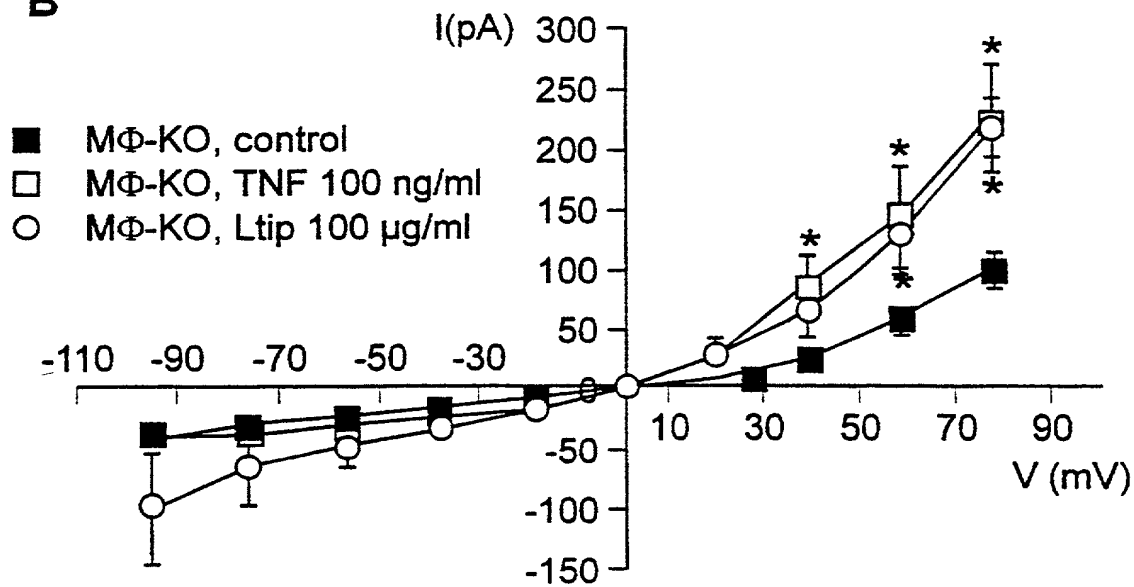 B
I(pA)
300
250
200
150
100
50
MΦ-KO, control
MΦ-KO, TNF 100 ng/ml
MΦ-KO, Ltip 100 µg/ml
* * * * *
-110 -90 -70 -50 -30 0
10 30 50 70 90
V (mV)
-50
-100
-150